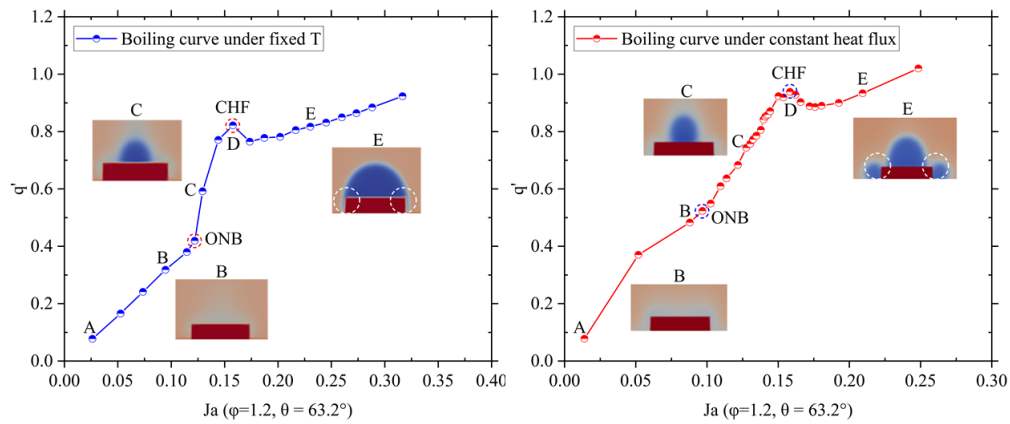 Boiling curve under fixed T
1.2
1.0
0.8
0.6
0.4
0.2
0.0
q'
A
B
ONB
C
CHF
D
E
C
E
B
0.00 0.05 0.10 0.15 0.20 0.25 0.30 0.35 0.40
Ja (φ=1.2, θ = 63.2°)
Boiling curve under constant heat flux
1.2
1.0
0.8
0.6
0.4
0.2
0.0
q'
A
B
ONB
C
CHF
D
E
C
E
B
0.00 0.05 0.10 0.15 0.20 0.25 0.30
Ja (φ=1.2, θ = 63.2°)